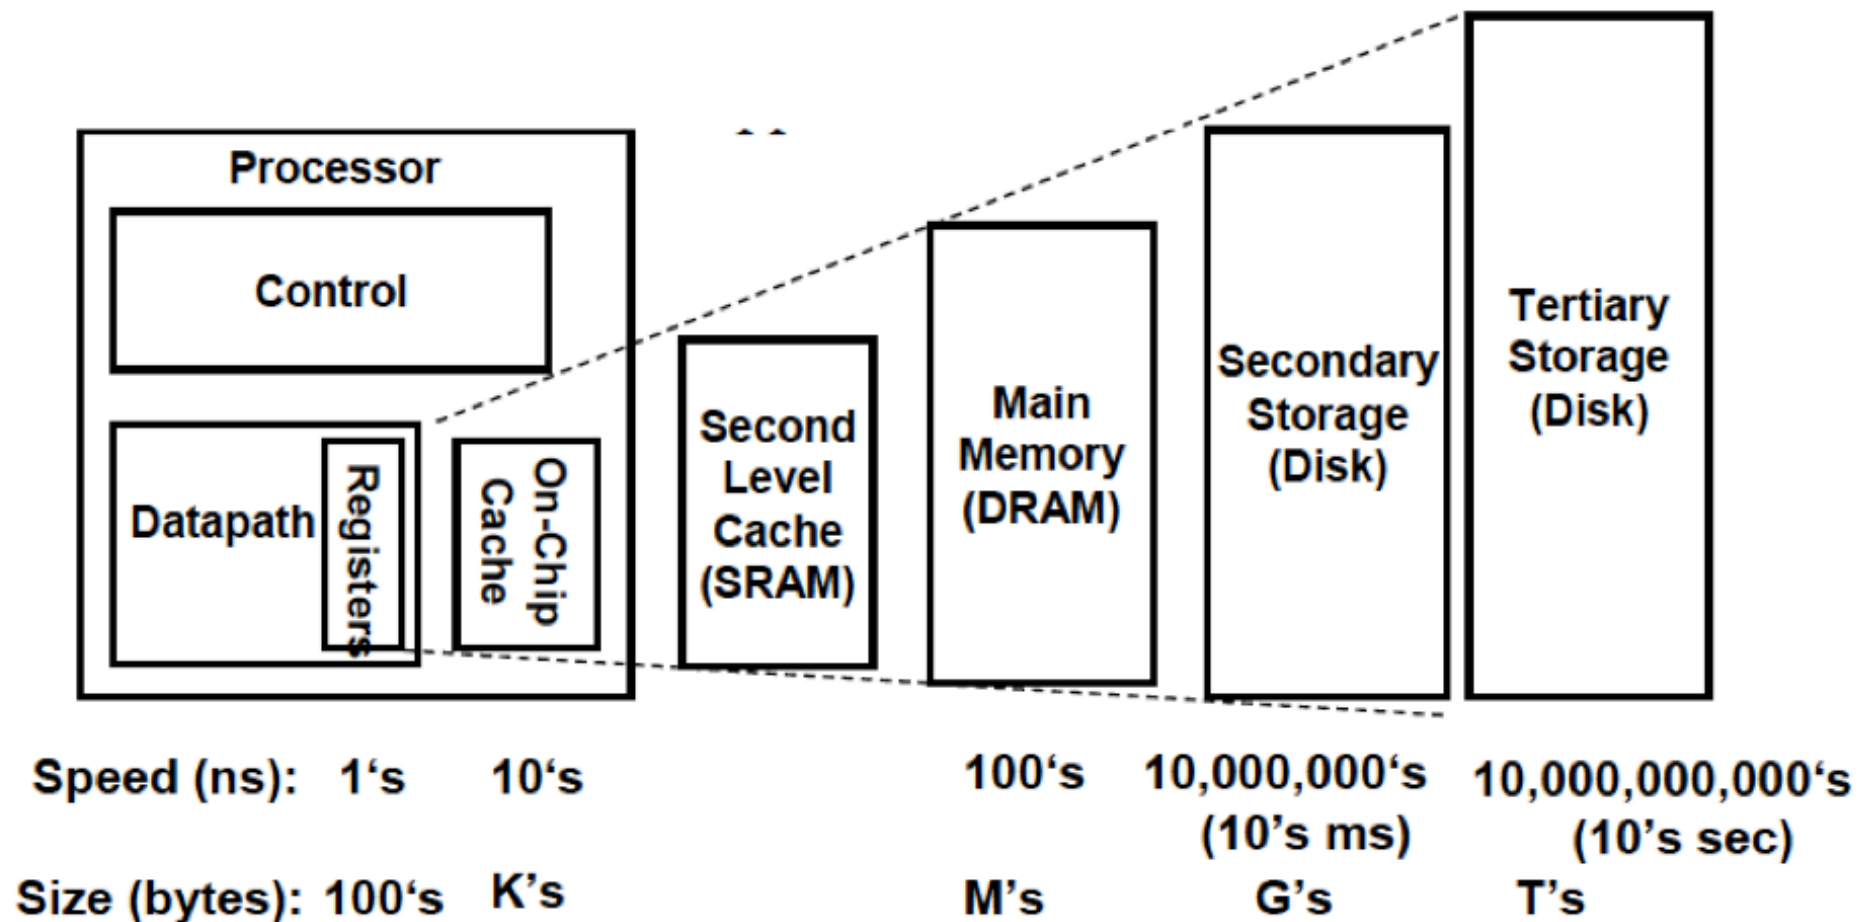 Processor
Control
Datapath
Registers
On-Chip
Cache
Second
Level
Cache
(SRAM)
Main
Memory
(DRAM)
Secondary
Storage
(Disk)
Tertiary
Storage
(Disk)
Speed (ns): 1‘s 10‘s 100‘s 10,000,000‘s 10,000,000,000‘s
(10’s ms) (10’s sec)
Size (bytes): 100‘s K’s M’s G’s T’s